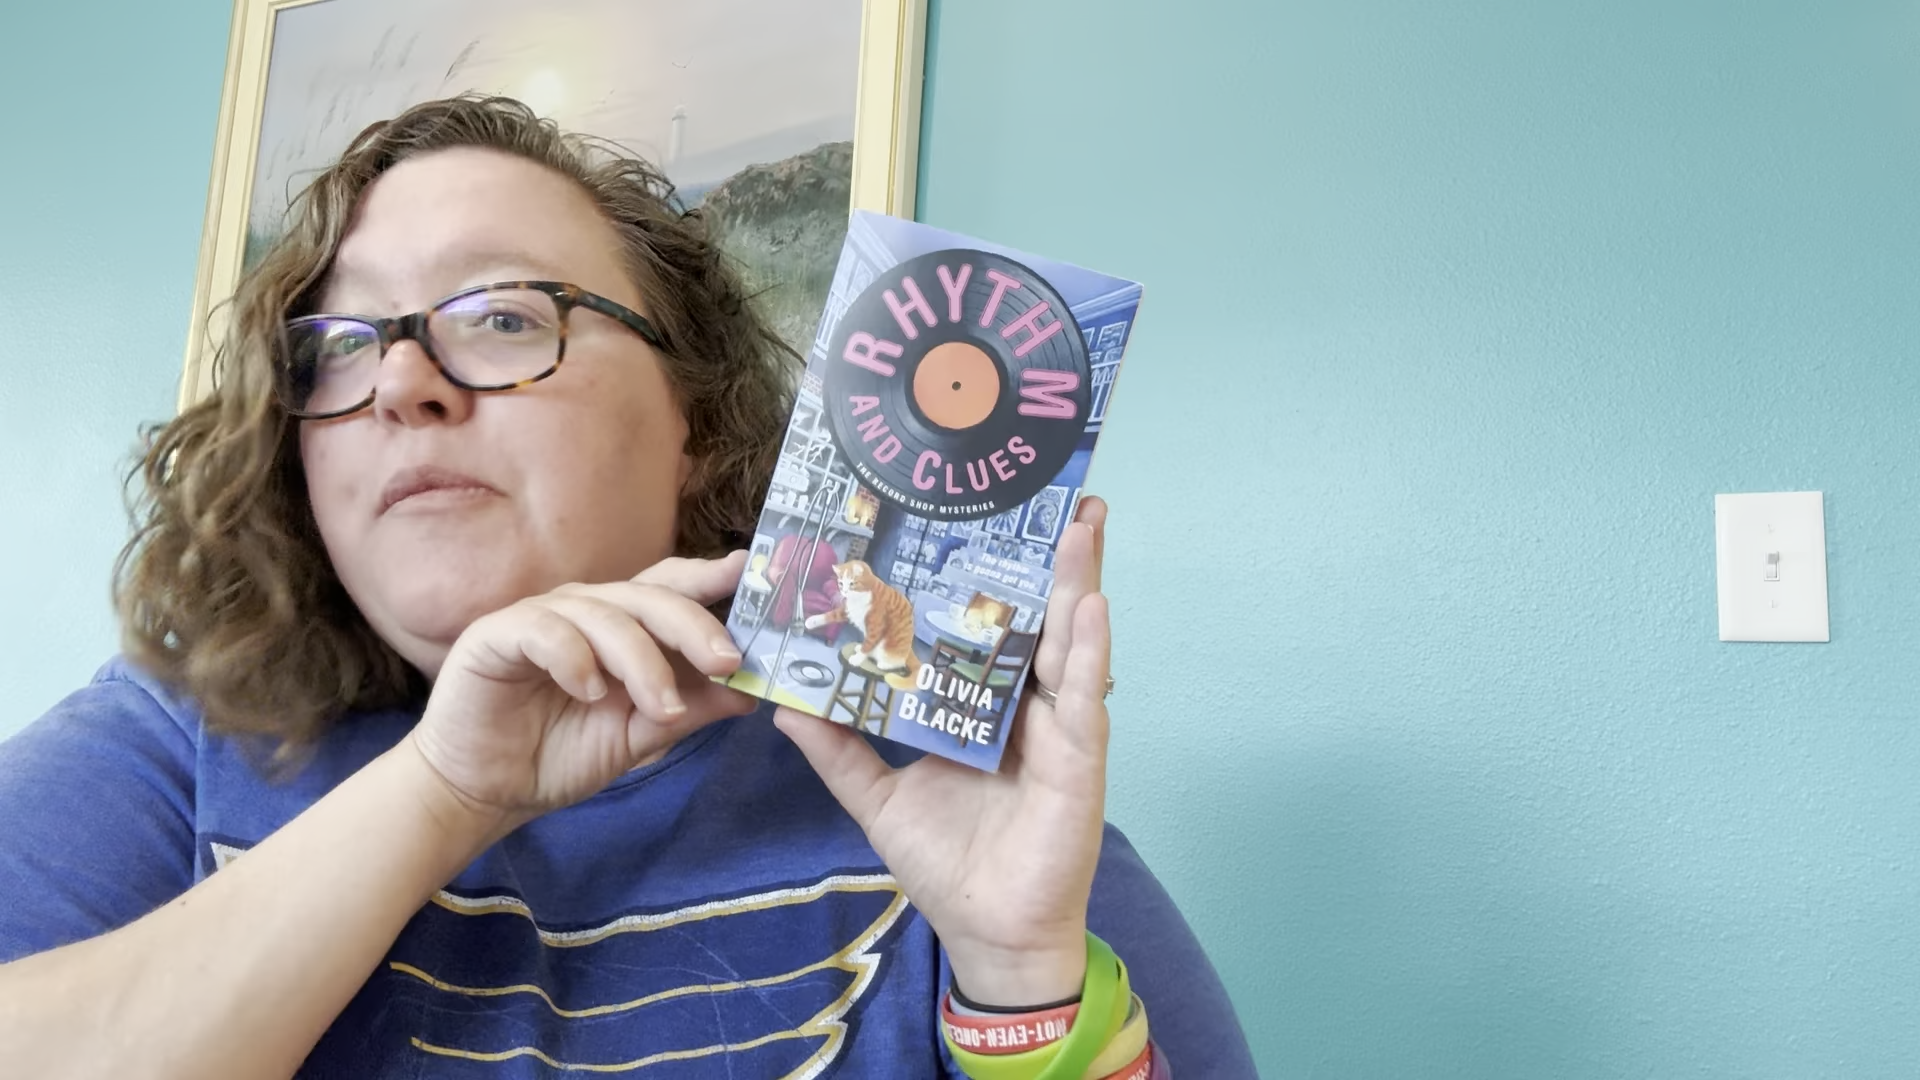 RHYTHM
AND CLUES
THE RECORD SHOP MYSTERIES
The rhythm
is gonna get you.
OLIVIA
BLACKE
NOT-EVEN-ONCE